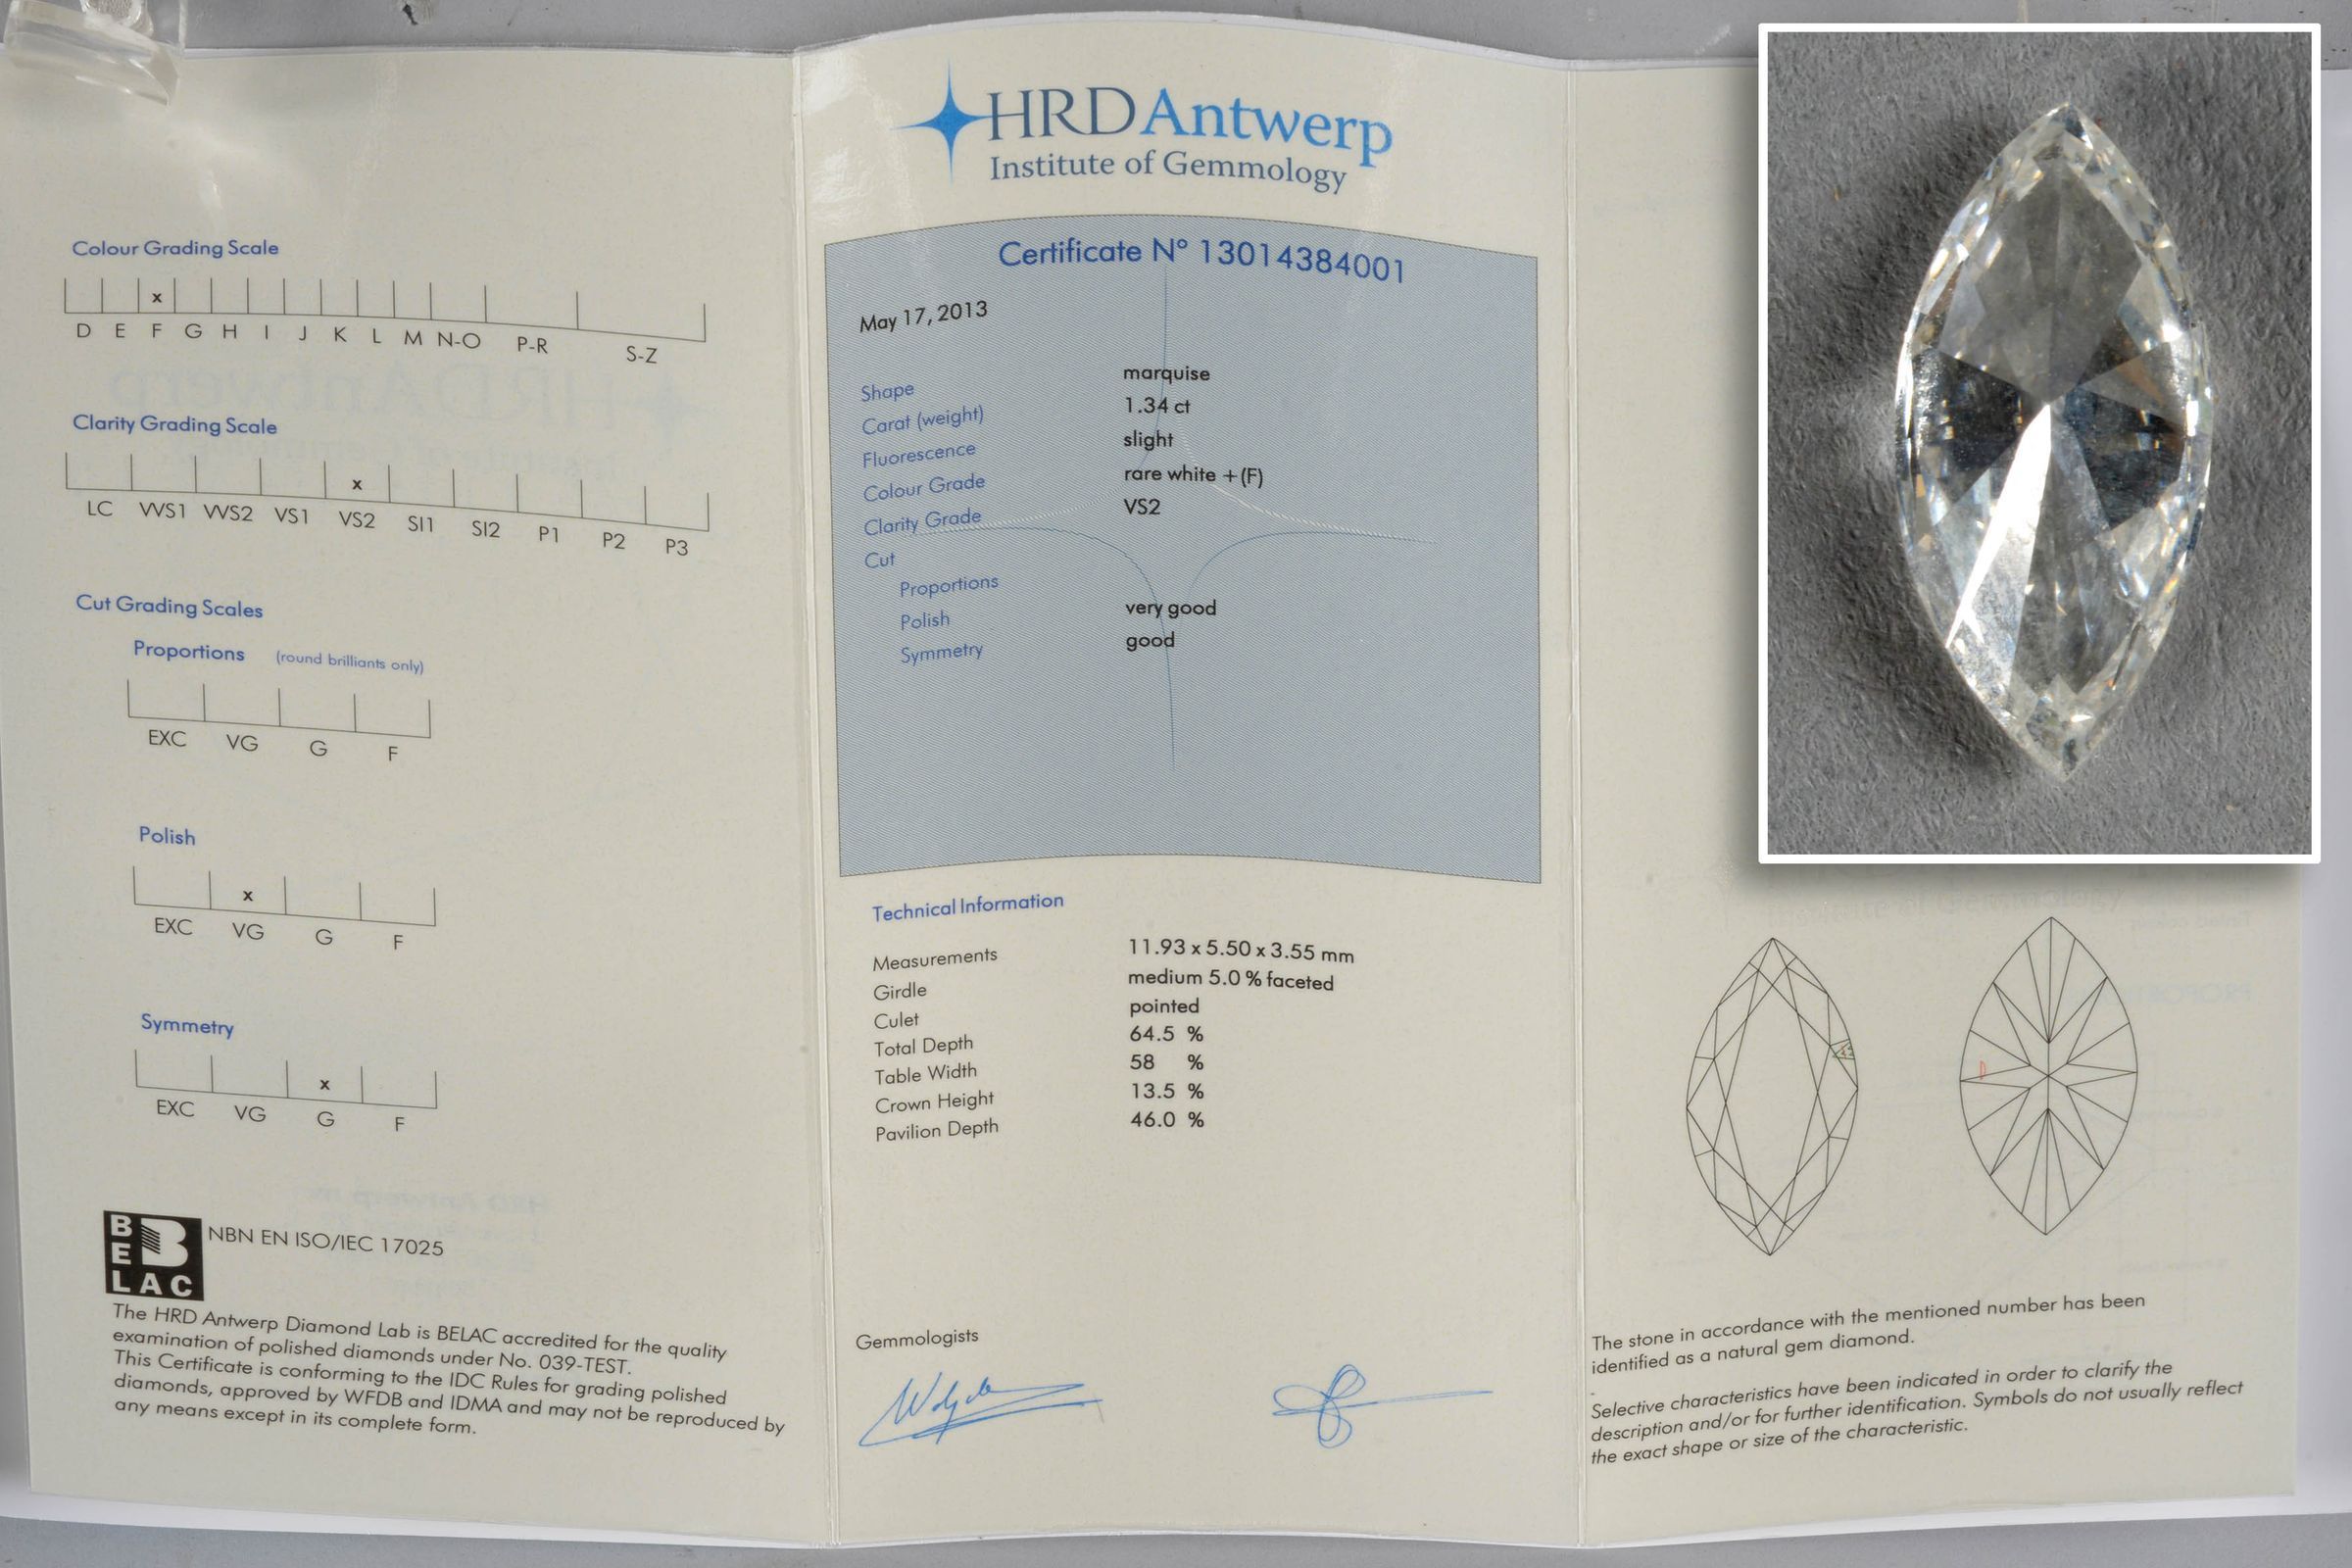 Colour Grading Scale
x
D E F G H I J K L M N-O P-R S-Z
Clarity Grading Scale
x
LC VVS1 VVS2 VS1 VS2 SI1 SI2 P1 P2 P3
Cut Grading Scales
Proportions (round brilliants only)
EXC VG G F
Polish
x
EXC VG G F
Symmetry
x
EXC VG G F
BELAC
NBN EN ISO/IEC 17025
The HRD Antwerp Diamond Lab is BELAC accredited for the quality
examination of polished diamonds under No. 039-TEST.
This Certificate is conforming to the IDC Rules for grading polished
diamonds, approved by WFDB and IDMA and may not be reproduced by
any means except in its complete form.
HRD Antwerp
Institute of Gemmology
Certificate N° 13014384001
May 17, 2013
Shape marquise
Carat (weight) 1.34 ct
Fluorescence slight
Colour Grade rare white + (F)
Clarity Grade VS2
Cut
Proportions
Polish very good
Symmetry good
Technical Information
Measurements 11.93 x 5.50 x 3.55 mm
Girdle medium 5.0 % faceted
Culet pointed
Total Depth 64.5 %
Table Width 58 %
Crown Height 13.5 %
Pavilion Depth 46.0 %
Gemmologists
The stone in accordance with the mentioned number has been
identified as a natural gem diamond.
Selective characteristics have been indicated in order to clarify the
description and/or for further identification. Symbols do not usually reflect
the exact shape or size of the characteristic.